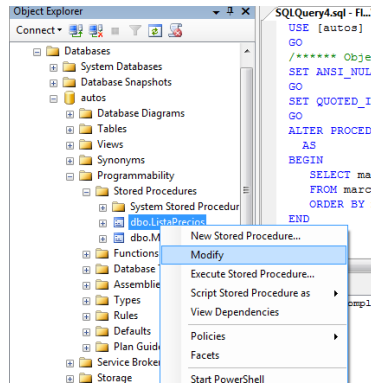 Object Explorer
Connect
Databases
System Databases
Database Snapshots
autos
Database Diagrams
Tables
Views
Synonyms
Programmability
Stored Procedures
System Stored Procedur
dbo.ListaPrecios
dbo.M
Functions
Database
Assemblie
Types
Rules
Defaults
Plan Guide
Service Broker
Storage
New Stored Procedure...
Modify
Execute Stored Procedure...
Script Stored Procedure as
View Dependencies
Policies
Facets
Start PowerShell
SQLQuery4.sql - Fl...
USE [autos]
GO
/****** Obje
SET ANSI_NUL
GO
SET QUOTED_I
GO
ALTER PROCED
AS
BEGIN
SELECT ma
FROM marc
ORDER BY
END
ompl